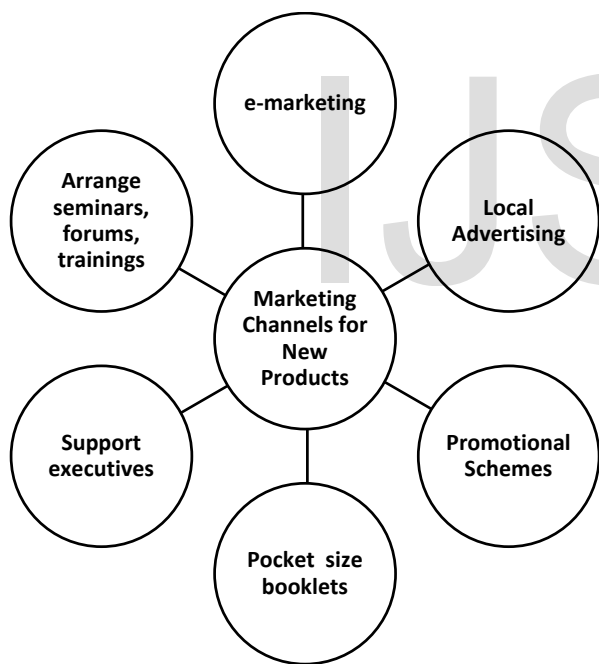 e-marketing
IJS
Arrange
seminars,
forums,
trainings
Local
Advertising
Marketing
Channels for
New
Products
Support
executives
Promotional
Schemes
Pocket size
booklets